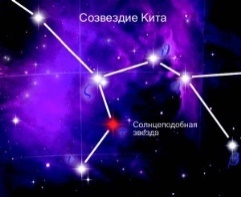 Созвездие Кита
Солнцеподобная
звезда